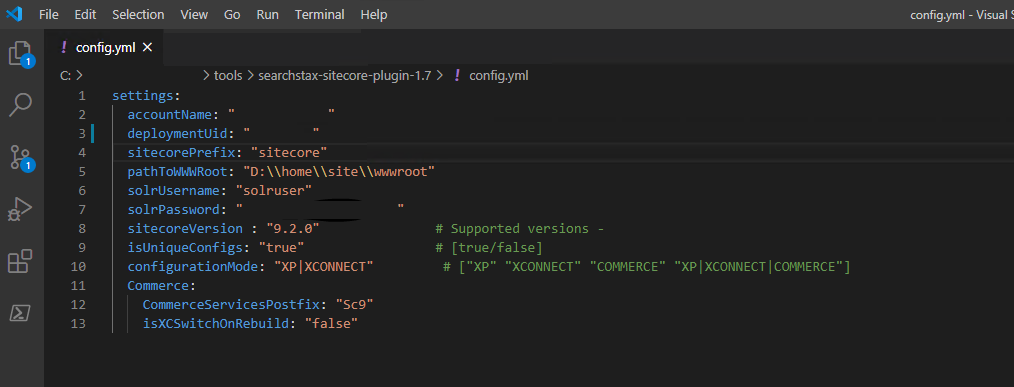 File Edit Selection View Go Run Terminal Help config.yml - Visual S
! config.yml ×
C: > > tools > searchstax-sitecore-plugin-1.7 > ! config.yml
1 settings:
2 accountName: " "
3 deploymentUid: " "
4 sitecorePrefix: "sitecore"
5 pathToWWWRoot: "D:\\home\\site\\wwwroot"
6 solrUsername: "solruser"
7 solrPassword: " "
8 sitecoreVersion : "9.2.0" # Supported versions -
9 isUniqueConfigs: "true" # [true/false]
10 configurationMode: "XP|XCONNECT" # ["XP" "XCONNECT" "COMMERCE" "XP|XCONNECT|COMMERCE"]
11 Commerce:
12 CommerceServicesPostfix: "Sc9"
13 isXCSwitchOnRebuild: "false"
1
1